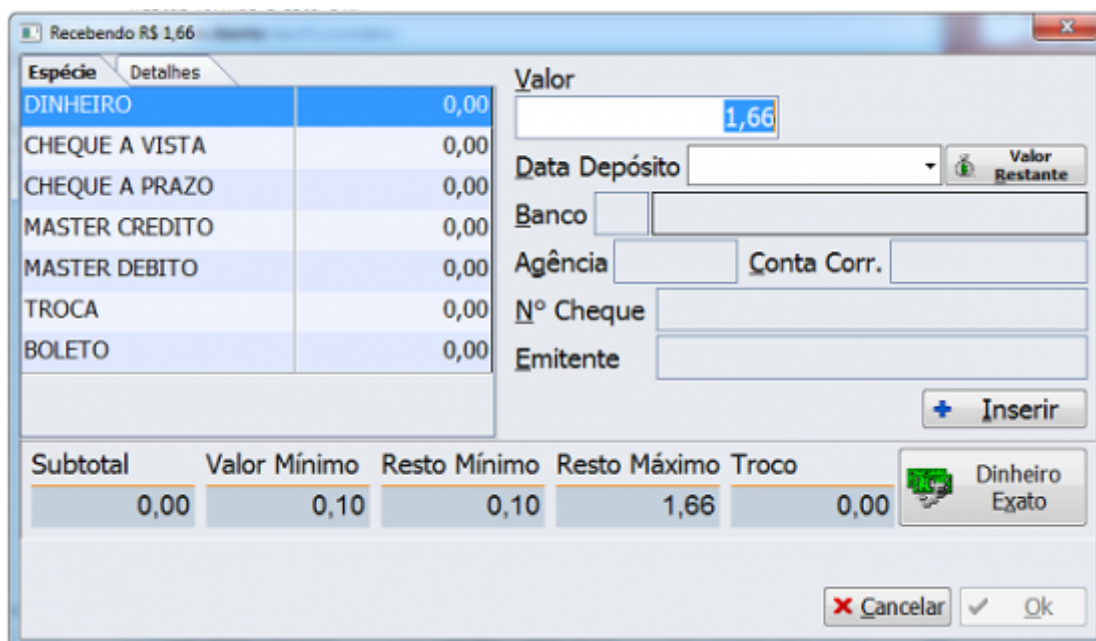 Recebendo R$ 1,66
Espécie Detalhes
DINHEIRO 0,00
CHEQUE A VISTA 0,00
CHEQUE A PRAZO 0,00
MASTER CREDITO 0,00
MASTER DEBITO 0,00
TROCA 0,00
BOLETO 0,00
Valor
1,66
Data Depósito
Valor
Restante
Banco
Agência Conta Corr.
Nº Cheque
Emitente
Inserir
Subtotal Valor Mínimo Resto Mínimo Resto Máximo Troco
0,00 0,10 0,10 1,66 0,00
Dinheiro
Exato
Cancelar Ok